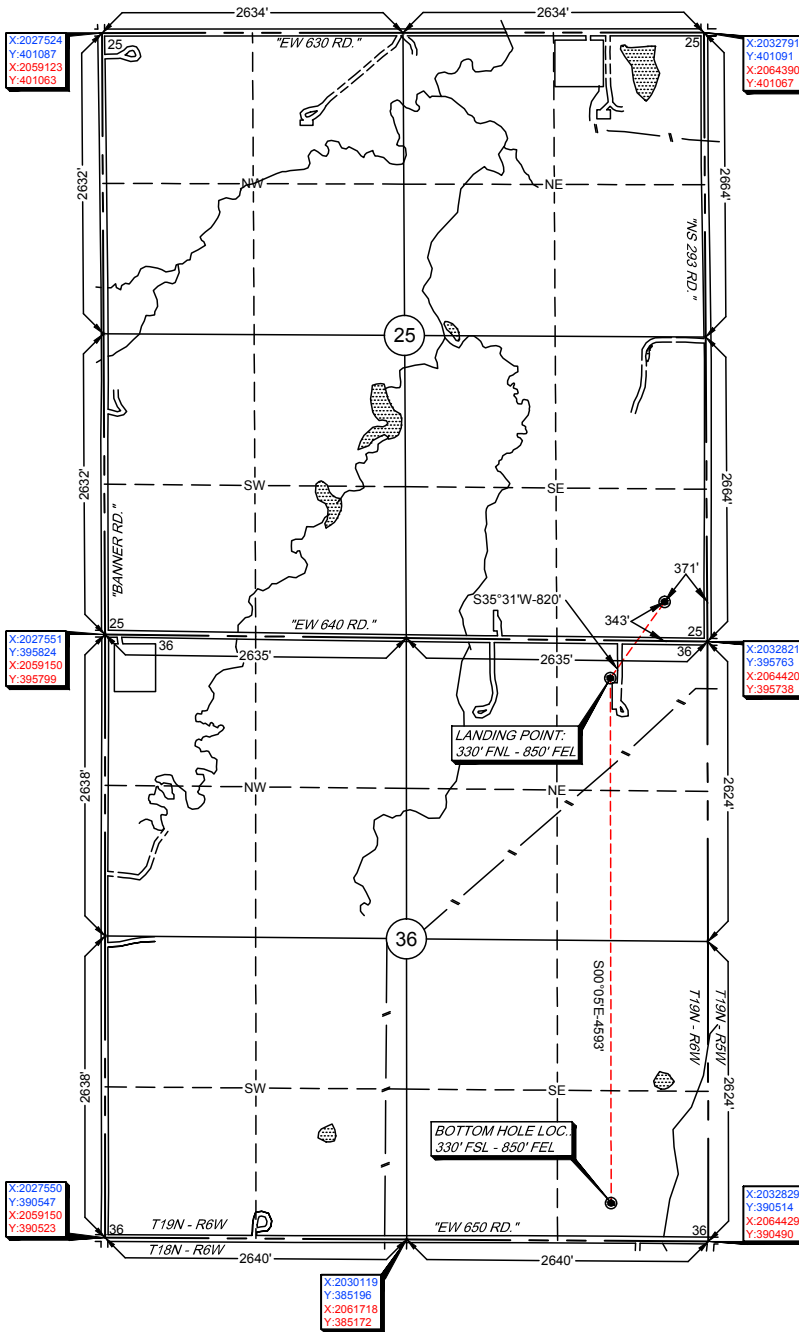 2634'
2634'
X:2027524
Y:401087
X:2059123
Y:401063
25
"EW 630 RD."
25
X:2032791
Y:401091
X:2064390
Y:401067
2632'
NW
NE
2664'
"NS 293 RD."
25
2632'
"BANNER RD."
SW
SE
2664'
371'
S35°31'W-820'
343'
X:2027551
Y:395824
X:2059150
Y:395799
25
"EW 640 RD."
25
36
2635'
2635'
36
X:2032821
Y:395763
X:2064420
Y:395738
LANDING POINT:
330' FNL - 850' FEL
2638'
NW
NE
2624'
36
S00°05'E-4593'
T19N - R6W
T19N - R5W
2638'
SW
SE
2624'
BOTTOM HOLE LOC.:
330' FSL - 850' FEL
X:2027550
Y:390547
X:2059150
Y:390523
36
T19N - R6W
"EW 650 RD."
36
T18N - R6W
2640'
2640'
X:2032829
Y:390514
X:2064429
Y:390490
X:2030119
Y:385196
X:2061718
Y:385172